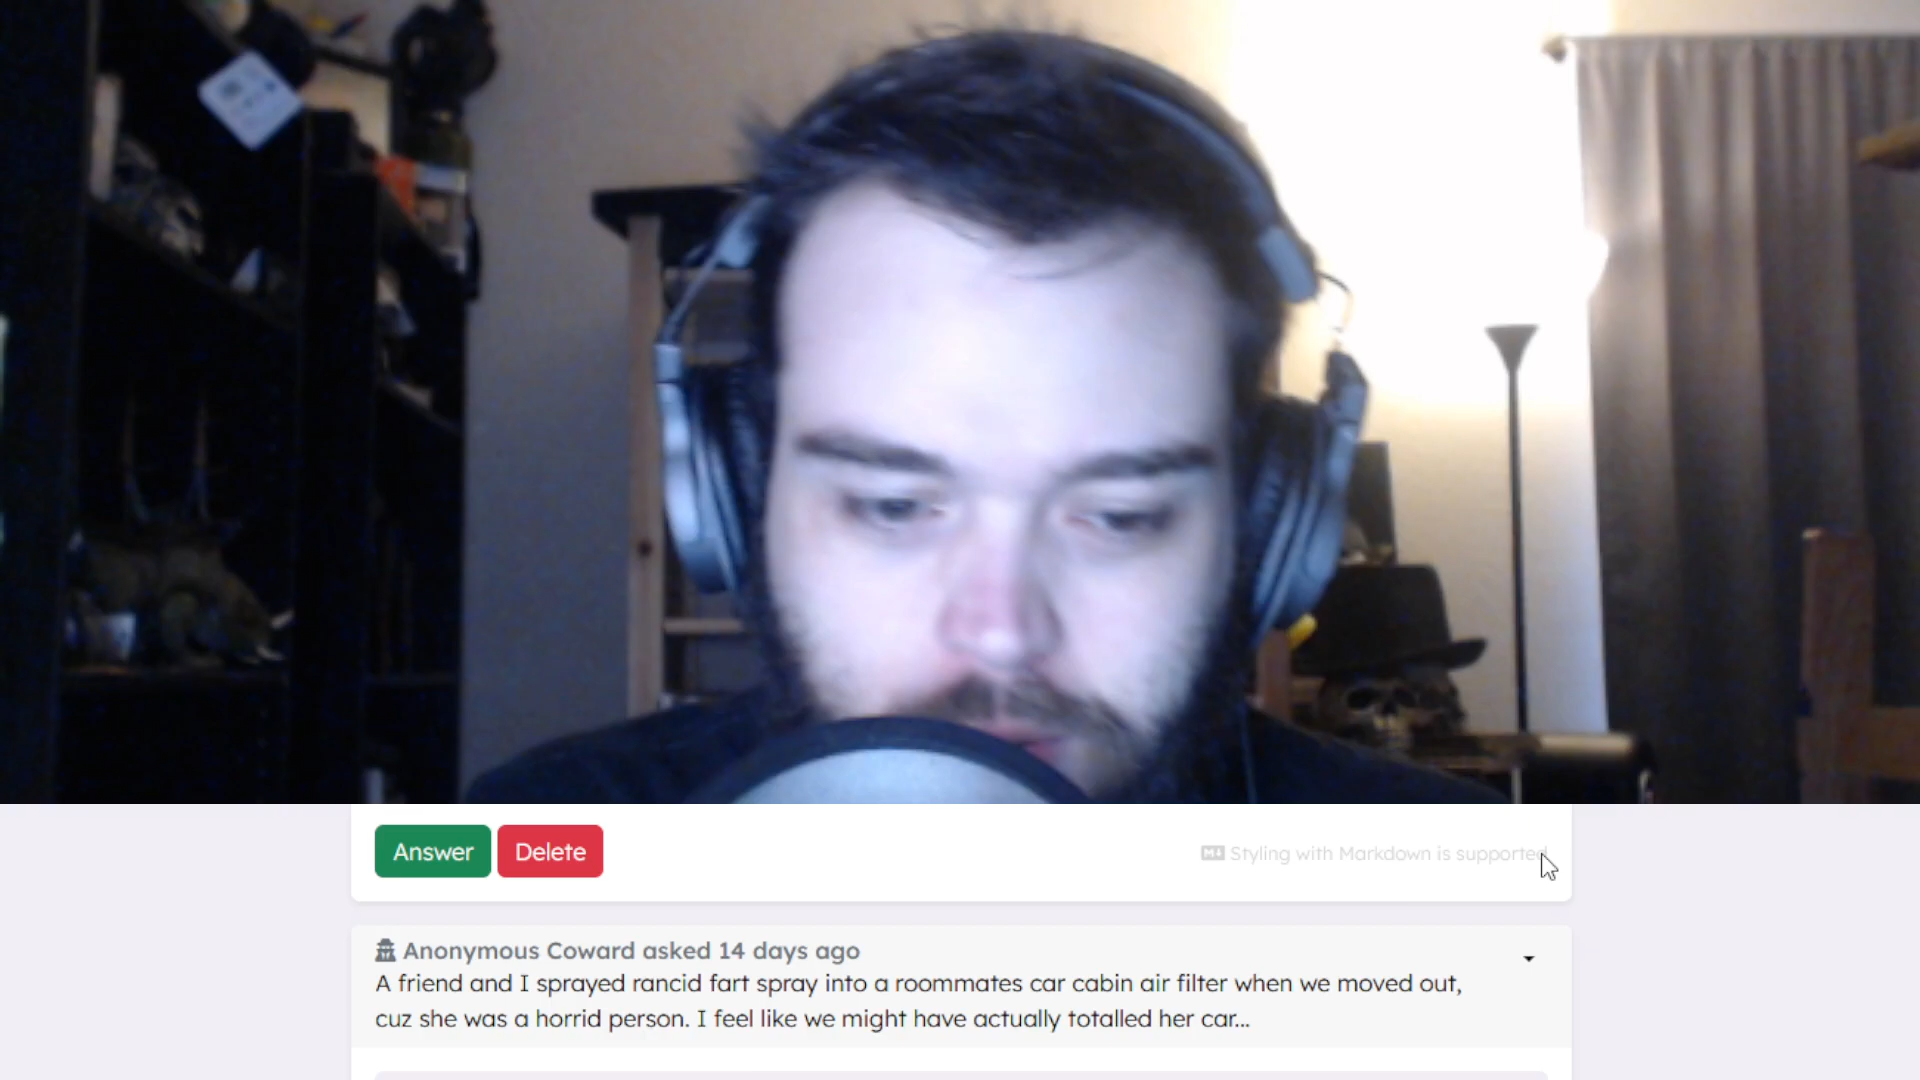 Answer Delete Styling with Markdown is supported
Anonymous Coward asked 14 days ago
A friend and I sprayed rancid fart spray into a roommates car cabin air filter when we moved out,
cuz she was a horrid person. I feel like we might have actually totalled her car...